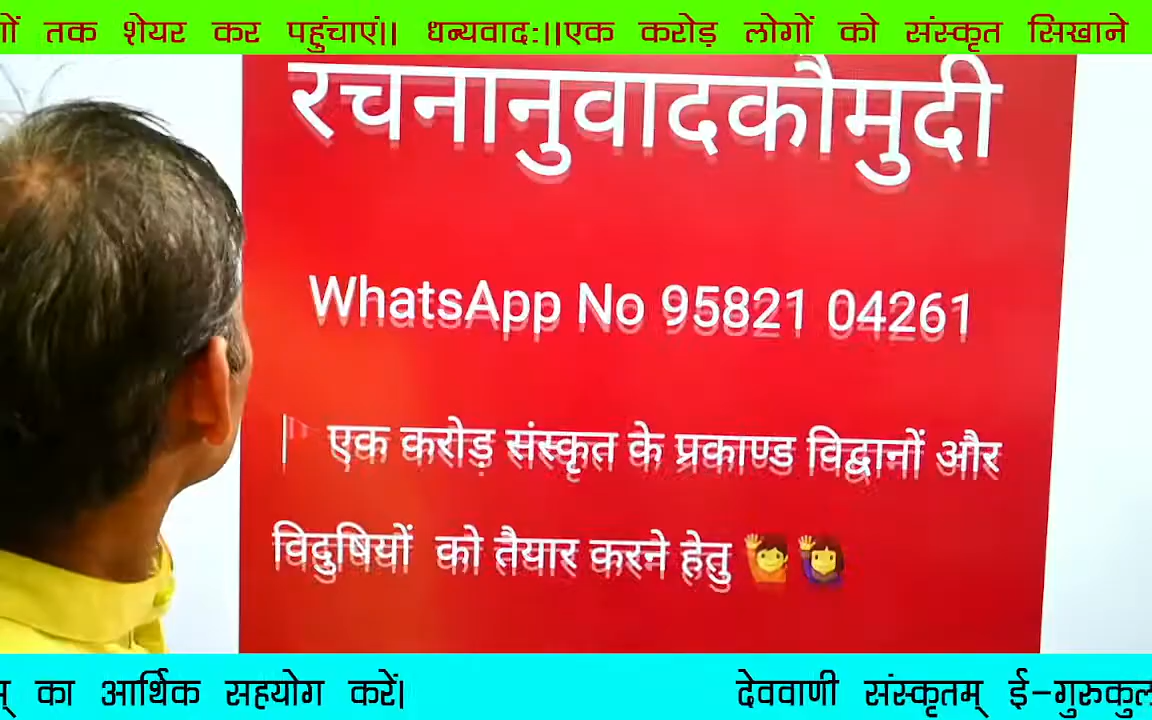 तक शेयर कर पहुंचाएं।। धन्यवाद:।।एक करोड़ लोगों को संस्कृत सिखाने
रचनानुवादकौमुदी
WhatsApp No 95821 04261
एक करोड़ संस्कृत के प्रकाण्ड विद्वानों और
विदुषियों को तैयार करने हेतु 🙋🙋‍♀️
का आर्थिक सहयोग करें। देववाणी संस्कृतम् ई-गुरुकुल